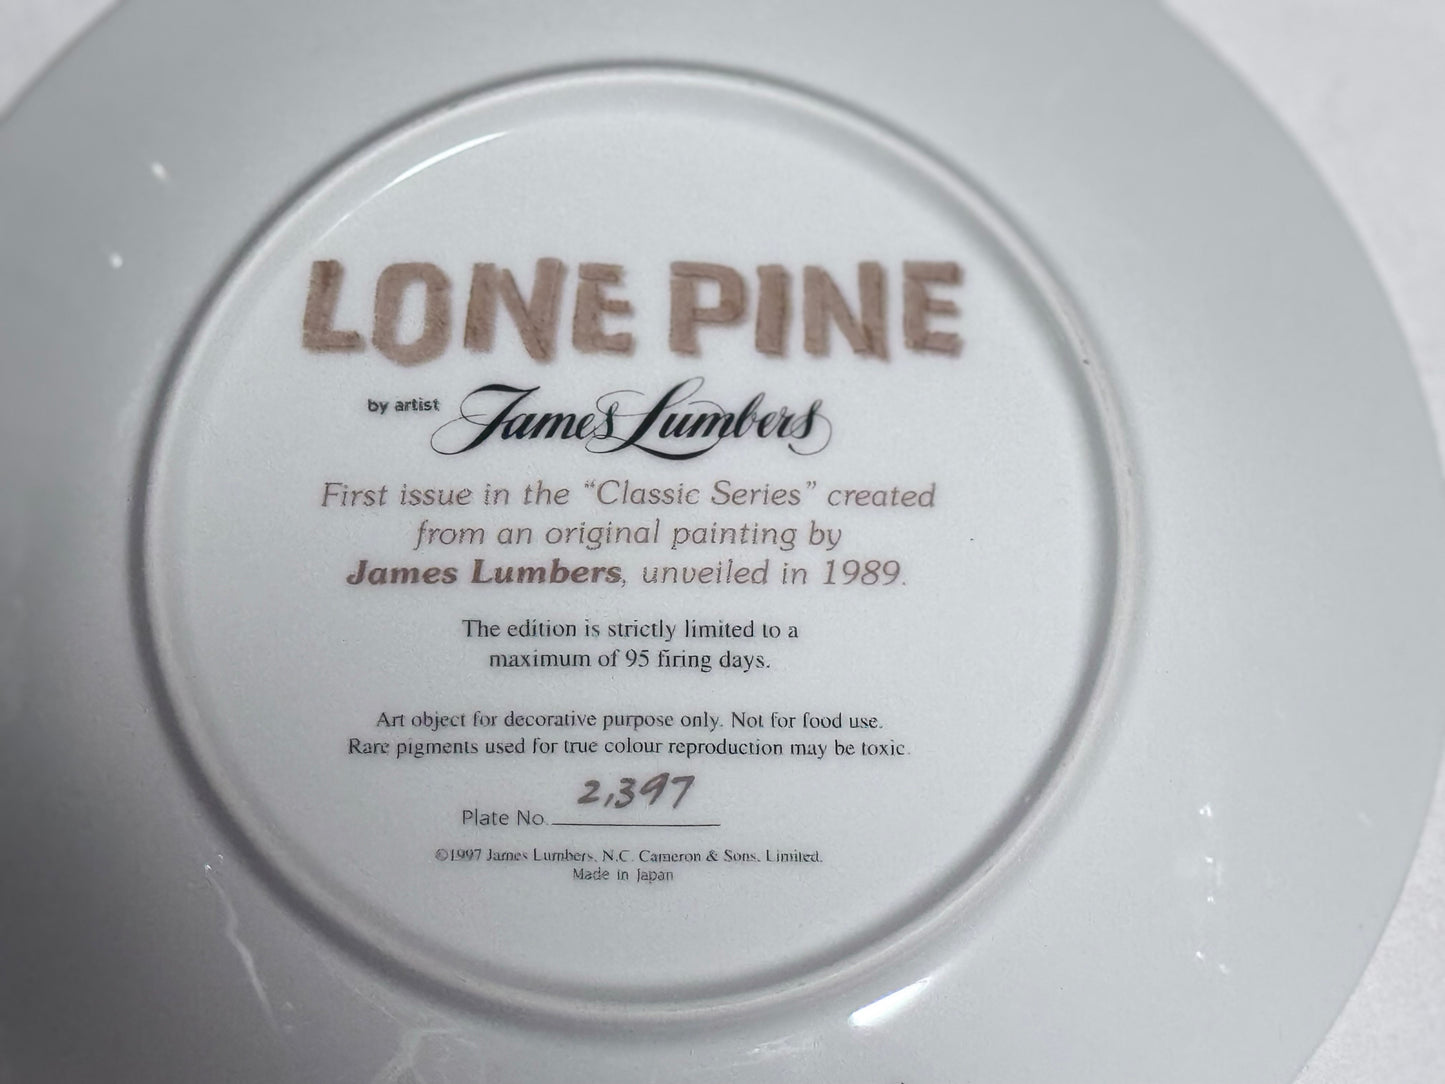 LONE PINE
by artist James Lumbers
First issue in the “Classic Series” created
from an original painting by
James Lumbers, unveiled in 1989.
The edition is strictly limited to a
maximum of 95 firing days.
Art object for decorative purpose only. Not for food use.
Rare pigments used for true colour reproduction may be toxic.
2,397
Plate No.
©1997 James Lumbers, N.C. Cameron & Sons, Limited.
Made in Japan